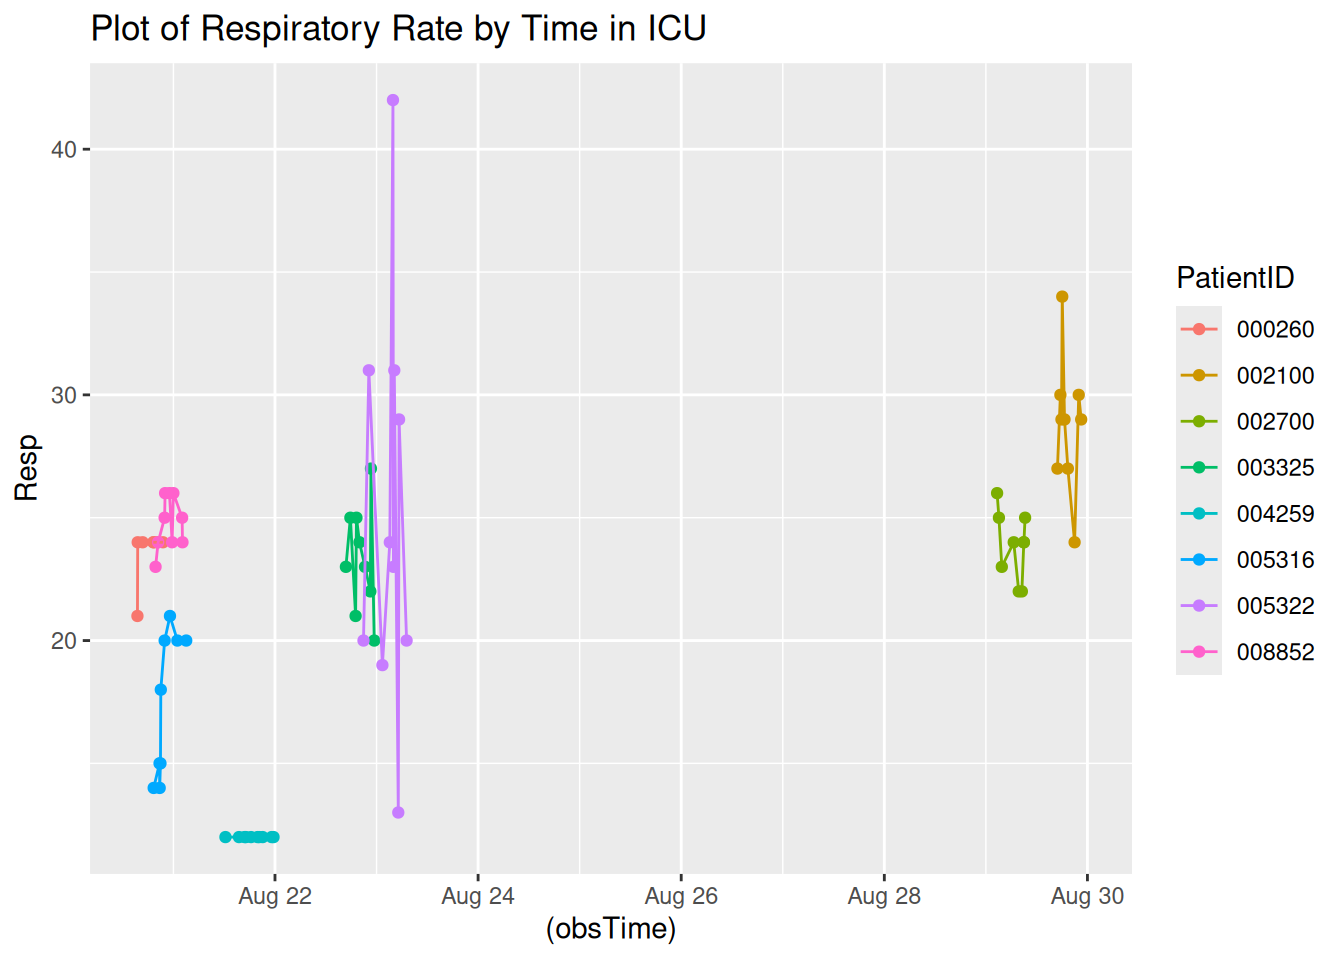 Plot of Respiratory Rate by Time in ICU
Resp
40
30
20
Aug 22
Aug 24
Aug 26
Aug 28
Aug 30
(obsTime)
PatientID
000260
002100
002700
003325
004259
005316
005322
008852